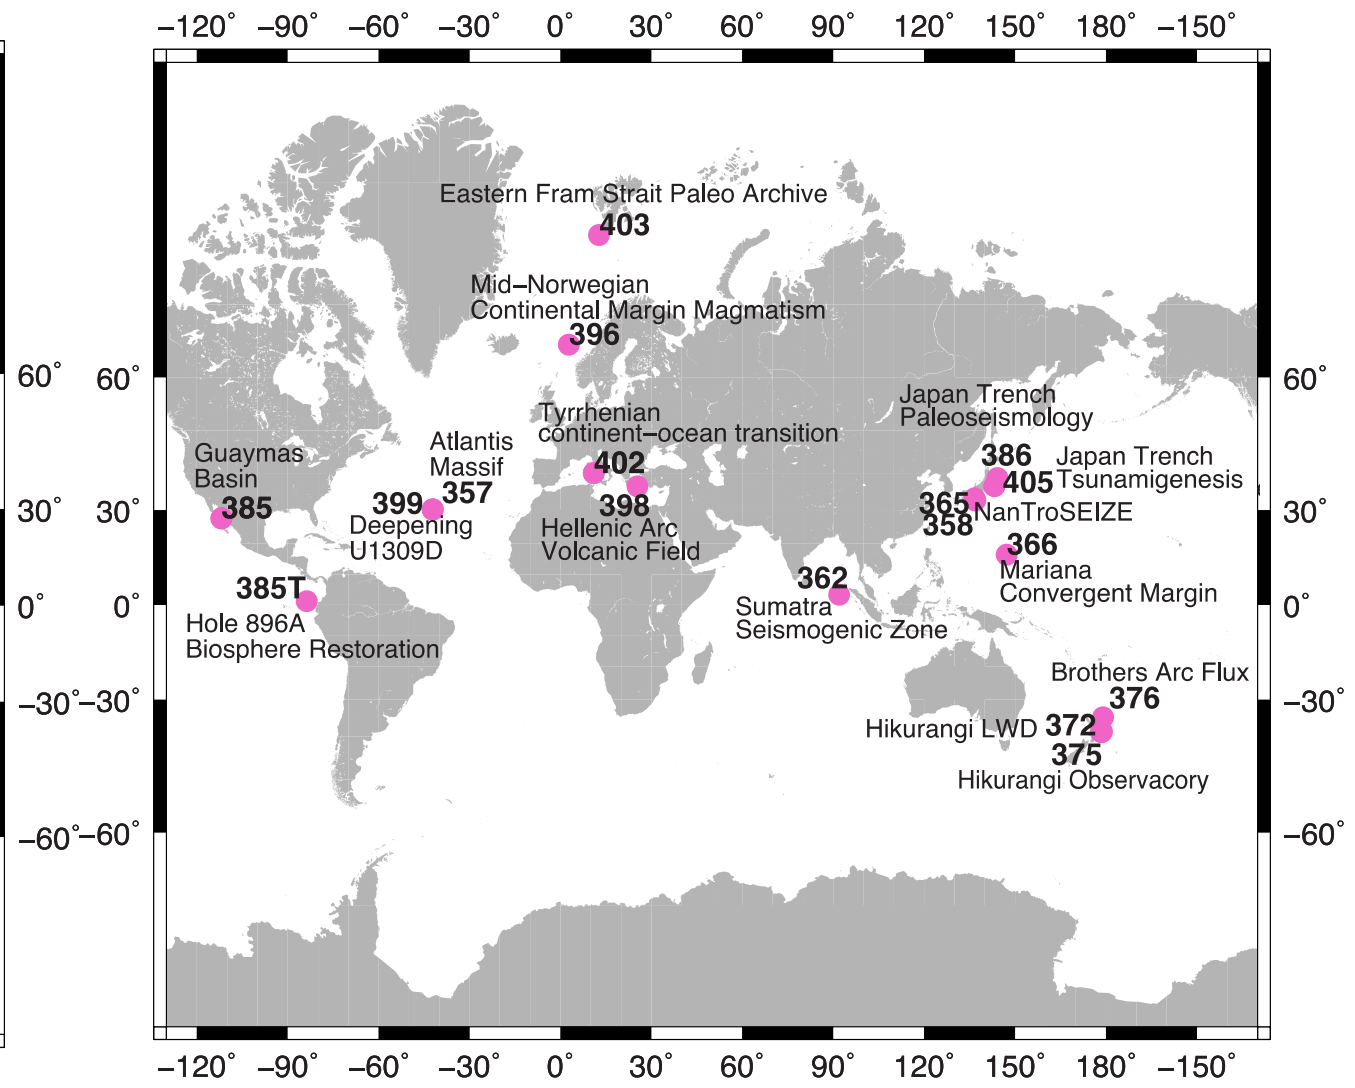 −120˚ −90˚ −60˚ −30˚ 0˚ 30˚ 60˚ 90˚ 120˚ 150˚ 180˚ −150˚
Eastern Fram Strait Paleo Archive
403
Mid−Norwegian
Continental Margin Magmatism
396
60˚ 60˚ 60˚
Japan Trench
Paleoseismology
Tyrrhenian
continent−ocean transition
402
398
Hellenic Arc
Volcanic Field
Guaymas
Basin
385
Atlantis
Massif
399 357
Deepening
U1309D
386
Japan Trench
Tsunamigenesis
405
365
358
NanTroSEIZE
30˚ 30˚ 30˚
366
Mariana
Convergent Margin
362
Sumatra
Seismogenic Zone
385T
Hole 896A
Biosphere Restoration
0˚ 0˚ 0˚
Brothers Arc Flux
376
−30˚ −30˚ −30˚
Hikurangi LWD
372
375
Hikurangi Observacory
−60˚ −60˚ −60˚
−120˚ −90˚ −60˚ −30˚ 0˚ 30˚ 60˚ 90˚ 120˚ 150˚ 180˚ −150˚